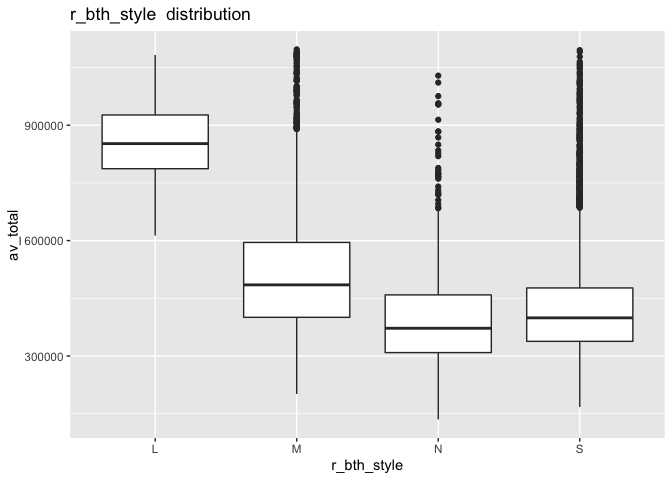 r_bth_style distribution
900000
600000
300000
av_total
L M N S
r_bth_style